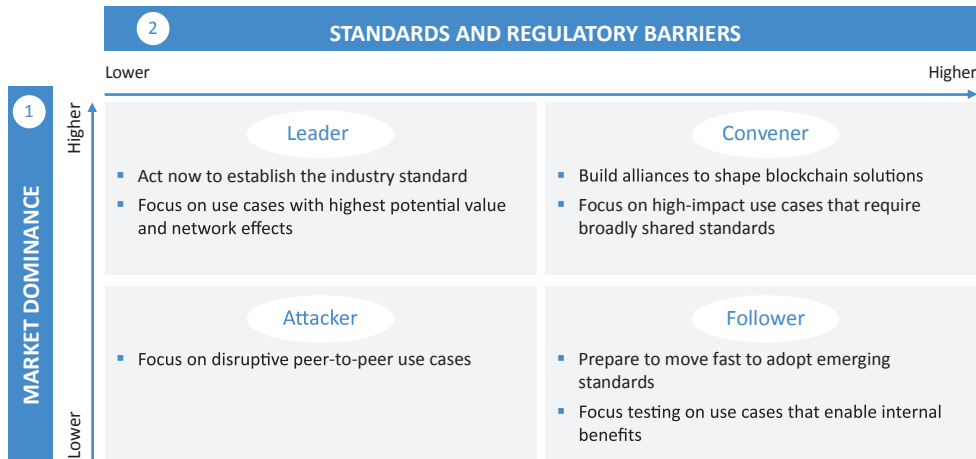 2
STANDARDS AND REGULATORY BARRIERS
Lower
Higher
1
MARKET DOMINANCE
Higher
Lower
Leader
▪ Act now to establish the industry standard
▪ Focus on use cases with highest potential value
and network effects
Convener
▪ Build alliances to shape blockchain solutions
▪ Focus on high-impact use cases that require
broadly shared standards
Attacker
▪ Focus on disruptive peer-to-peer use cases
Follower
▪ Prepare to move fast to adopt emerging
standards
▪ Focus testing on use cases that enable internal
benefits